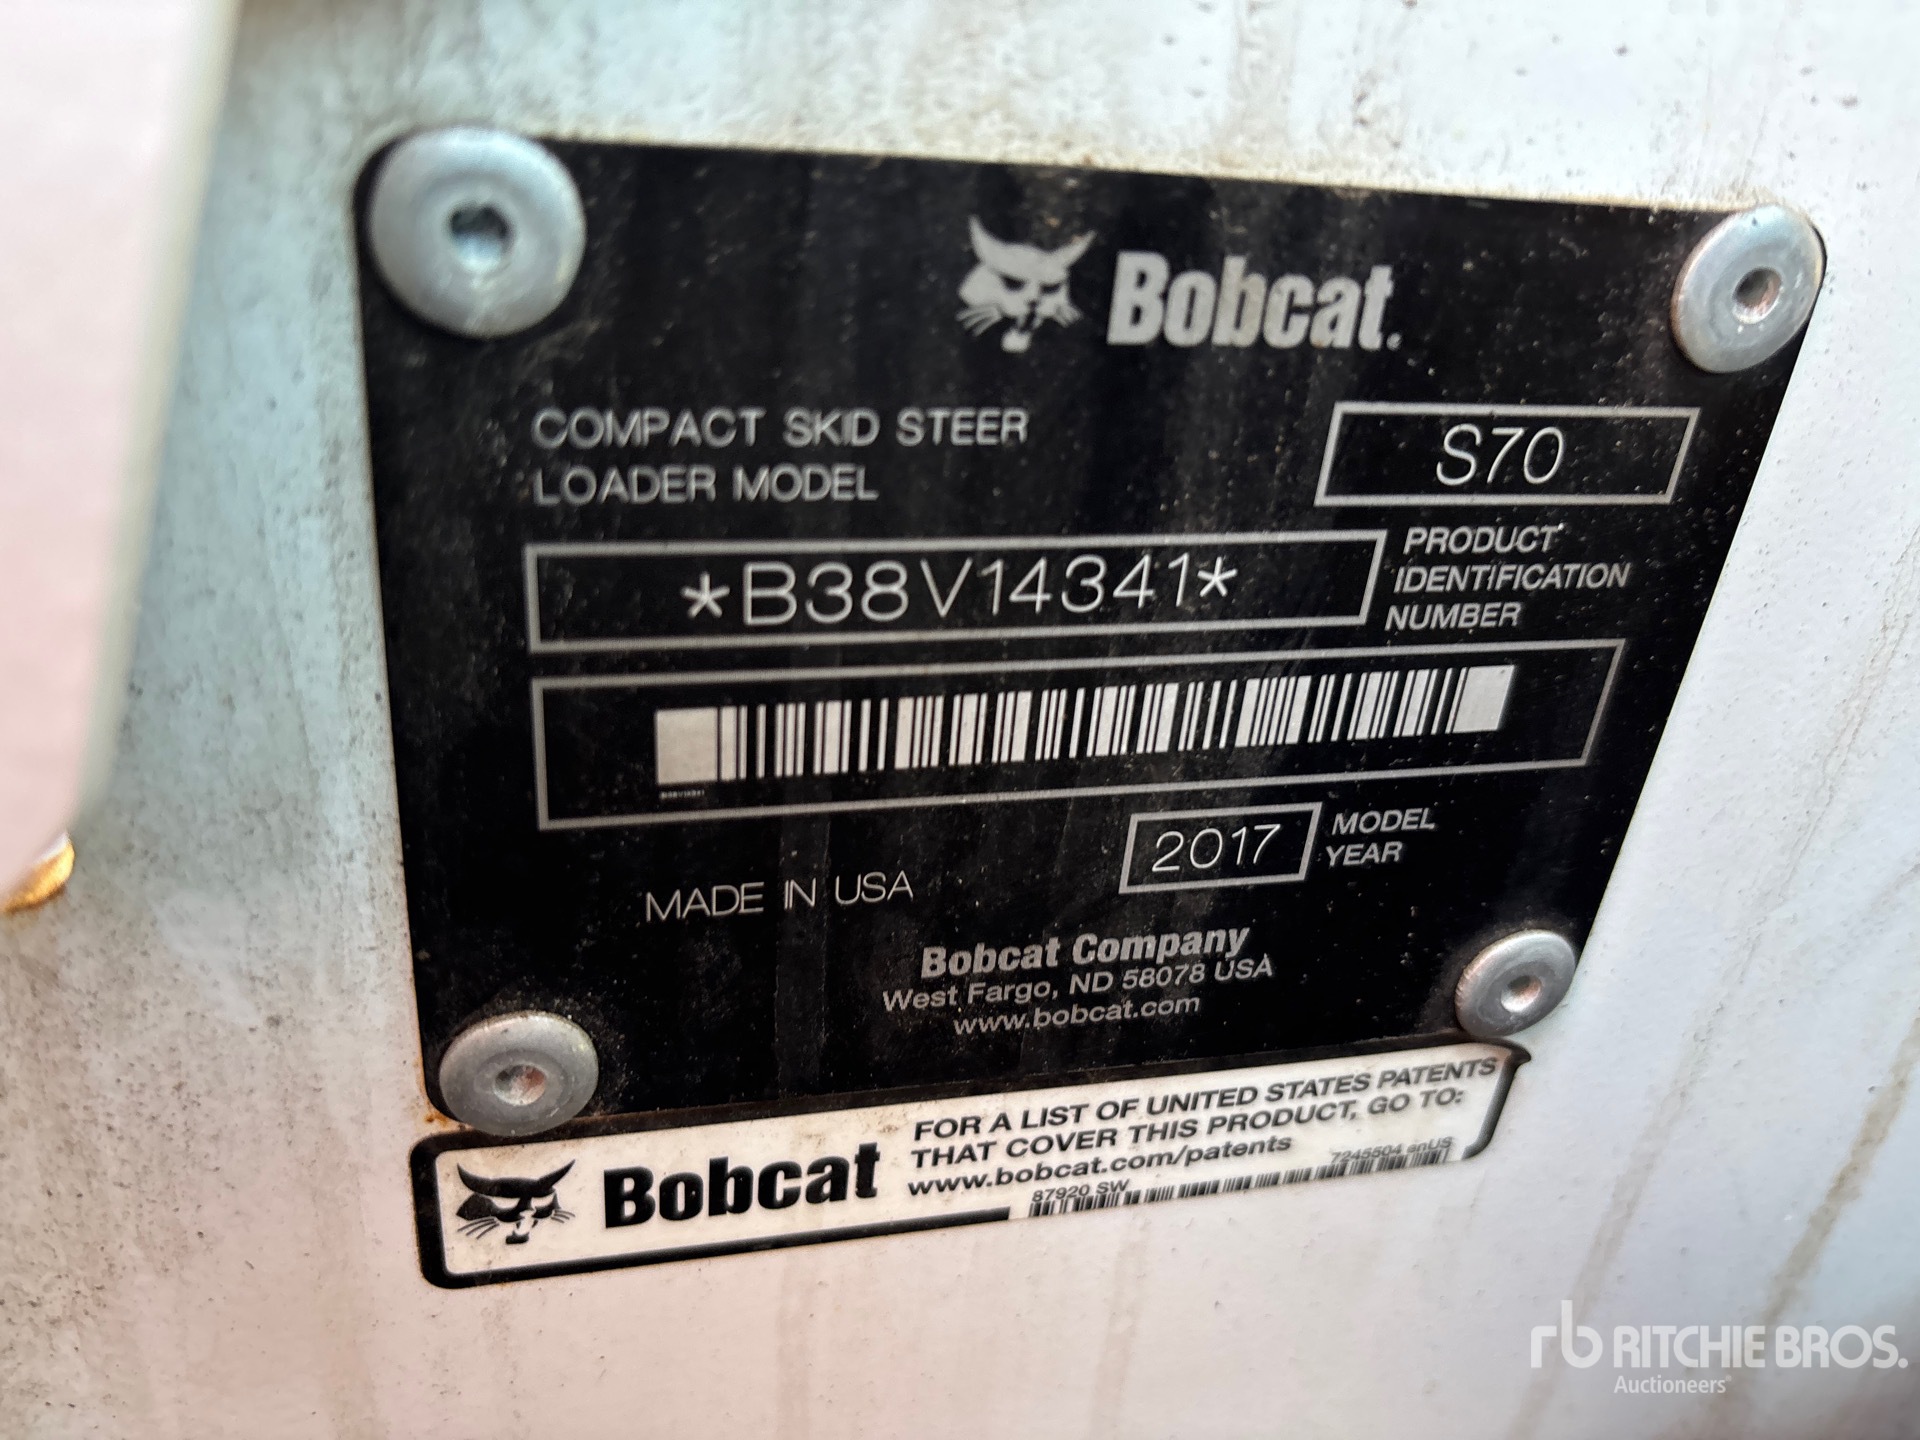 Bobcat.
COMPACT SKID STEER
LOADER MODEL
S70
*B38V14341*
PRODUCT
IDENTIFICATION
NUMBER
2017
MODEL
YEAR
MADE IN USA
Bobcat Company
West Fargo, ND 58078 USA
www.bobcat.com
Bobcat
FOR A LIST OF UNITED STATES PATENTS
THAT COVER THIS PRODUCT, GO TO:
www.bobcat.com/patents
7245504 enUS
87920 SW
rb RITCHIE BROS.
Auctioneers